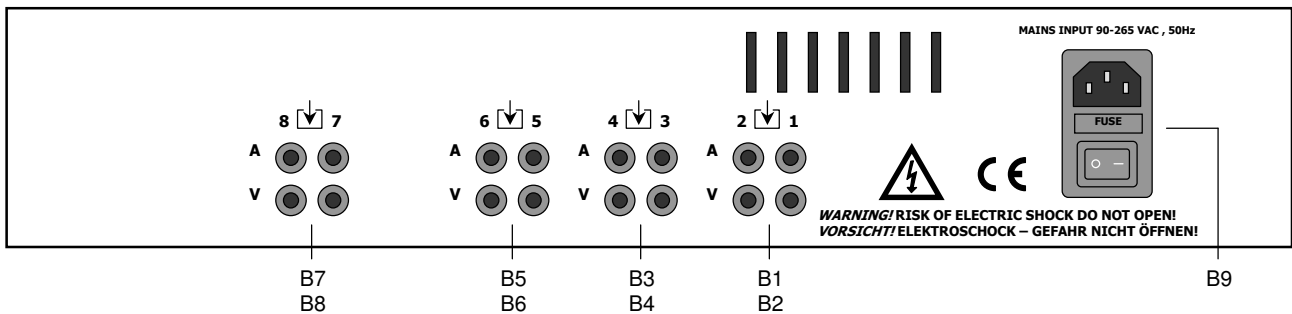 MAINS INPUT 90-265 VAC , 50Hz
8 7 6 5 4 3 2 1
FUSE
A A A A
V V V V
O –
CE
WARNING! RISK OF ELECTRIC SHOCK DO NOT OPEN!
VORSICHT! ELEKTROSCHOCK – GEFAHR NICHT ÖFFNEN!
B7 B5 B3 B1 B9
B8 B6 B4 B2